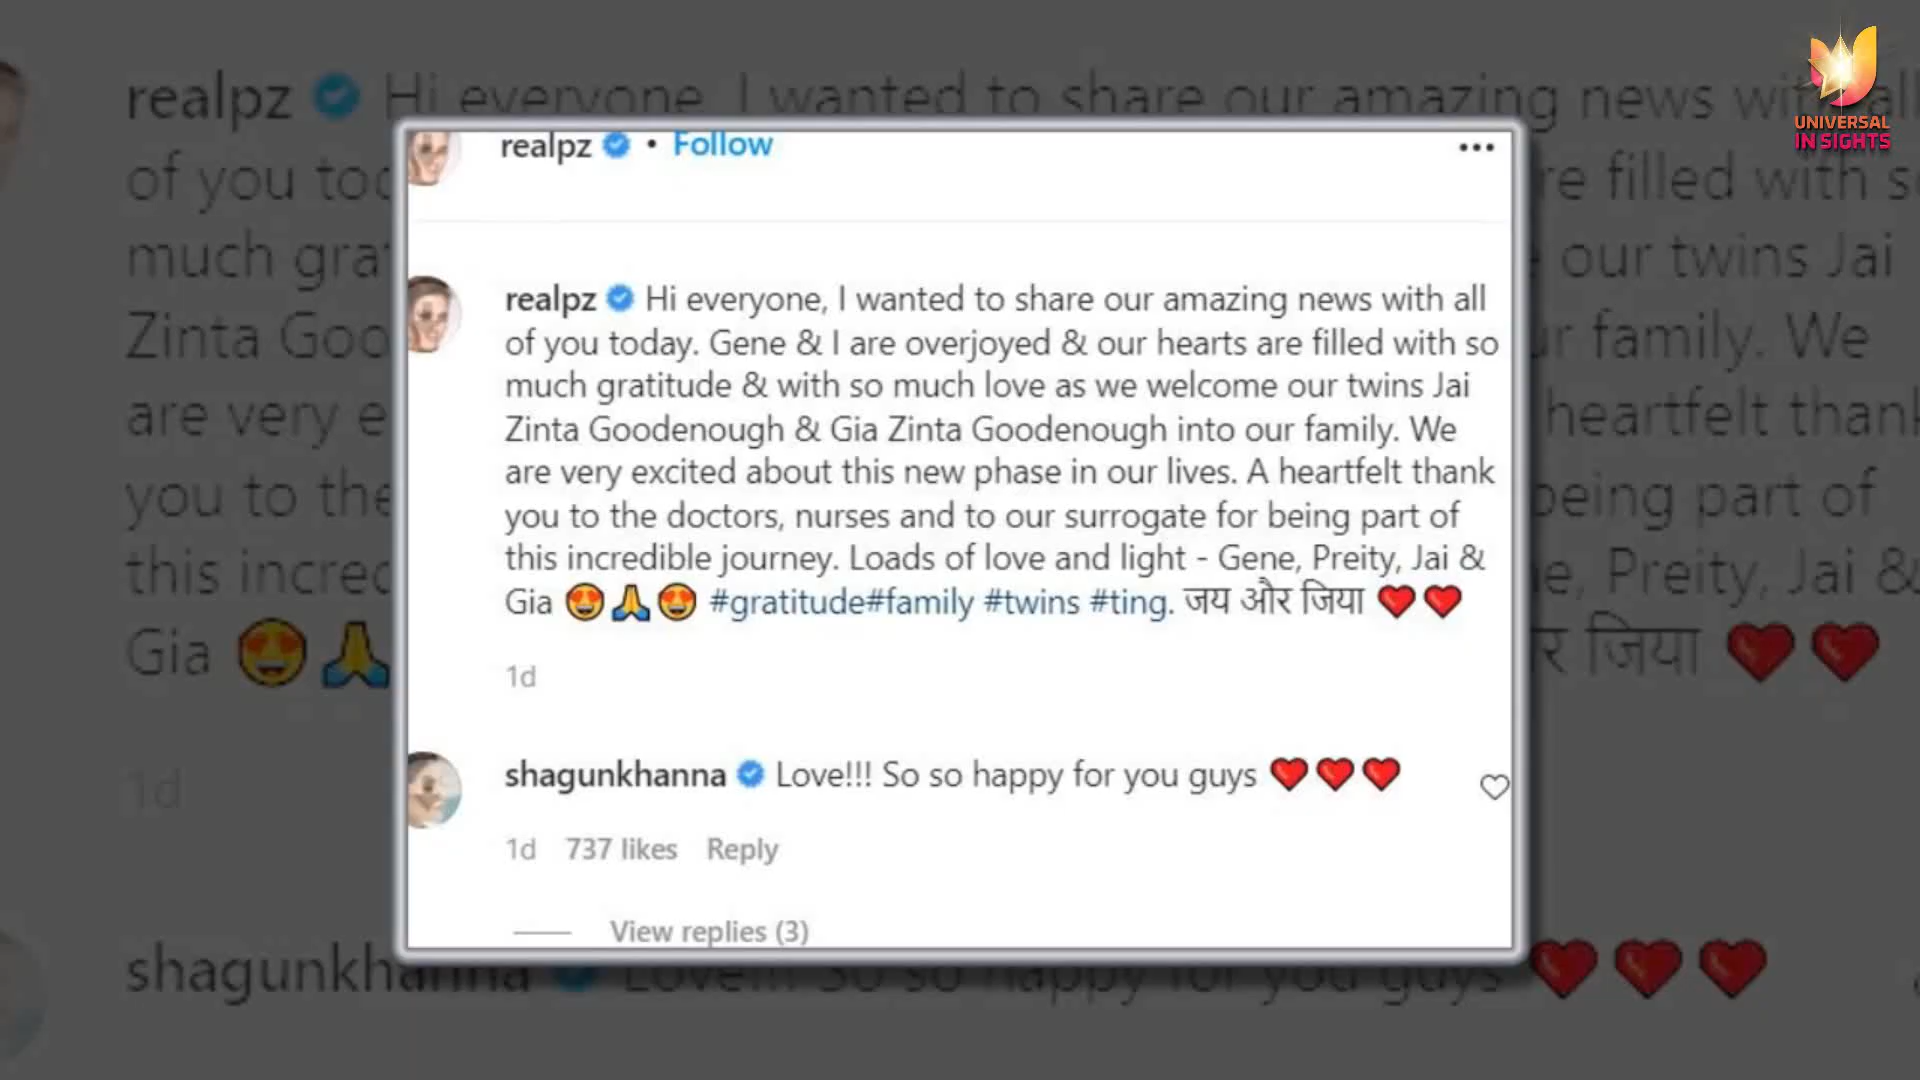 UNIVERSAL
INSIGHTS
realpz • Follow
realpz Hi everyone, I wanted to share our amazing news with all
of you today. Gene & I are overjoyed & our hearts are filled with so
much gratitude & with so much love as we welcome our twins Jai
Zinta Goodenough & Gia Zinta Goodenough into our family. We
are very excited about this new phase in our lives. A heartfelt thank
you to the doctors, nurses and to our surrogate for being part of
this incredible journey. Loads of love and light - Gene, Preity, Jai &
Gia 😍🙏😍 #gratitude#family #twins #ting. जय और जिया ❤️❤️
1d
shagunkhanna Love!!! So so happy for you guys ❤️❤️❤️
1d 737 likes Reply
View replies (3)